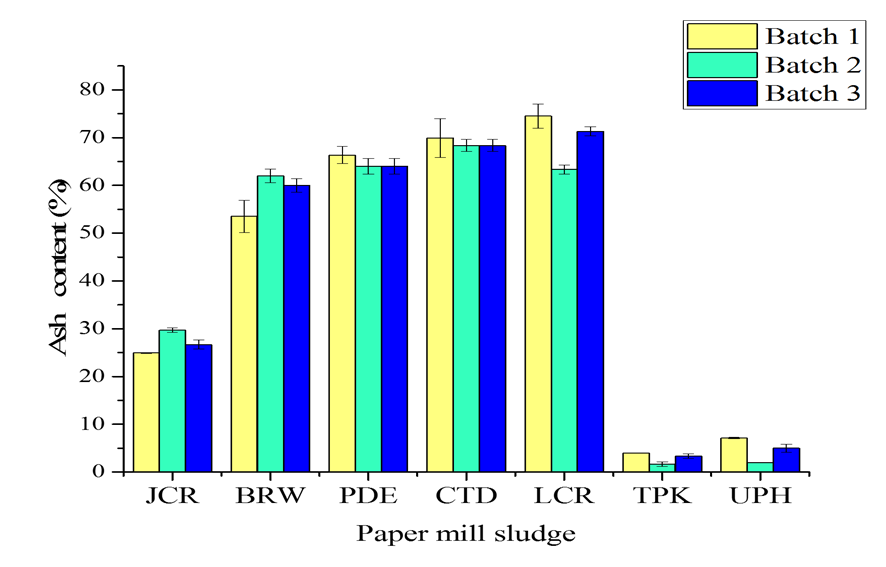 Batch 1
Batch 2
Batch 3
80
70
60
50
40
30
20
10
0
Ash content (%)
JCR BRW PDE CTD LCR TPK UPH
Paper mill sludge